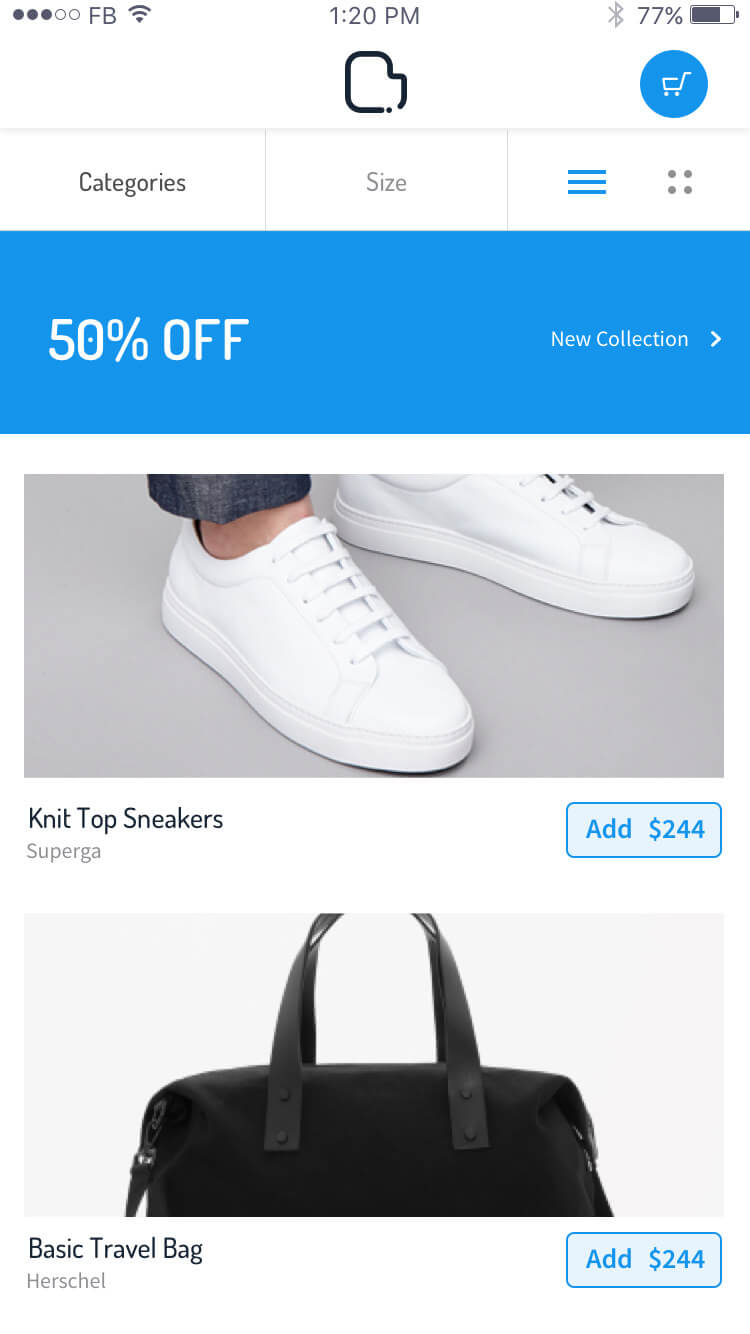 FB 1:20 PM 77%
Categories Size
50% OFF New Collection
Knit Top Sneakers
Superga
Add $244
Basic Travel Bag
Herschel
Add $244